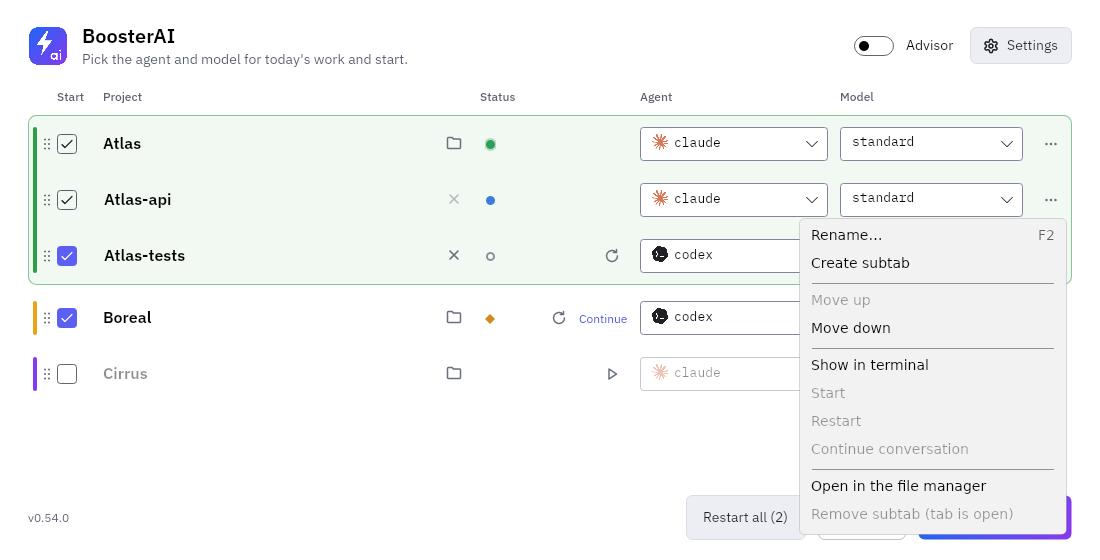 BoosterAI
ai
Pick the agent and model for today's work and start.
Advisor
Settings
Start Project Status Agent Model
Atlas claude standard
Atlas-api claude standard
Atlas-tests codex
Boreal Continue codex
Cirrus claude
Rename... F2
Create subtab
Move up
Move down
Show in terminal
Start
Restart
Continue conversation
Open in the file manager
Remove subtab (tab is open)
v0.54.0
Restart all (2)